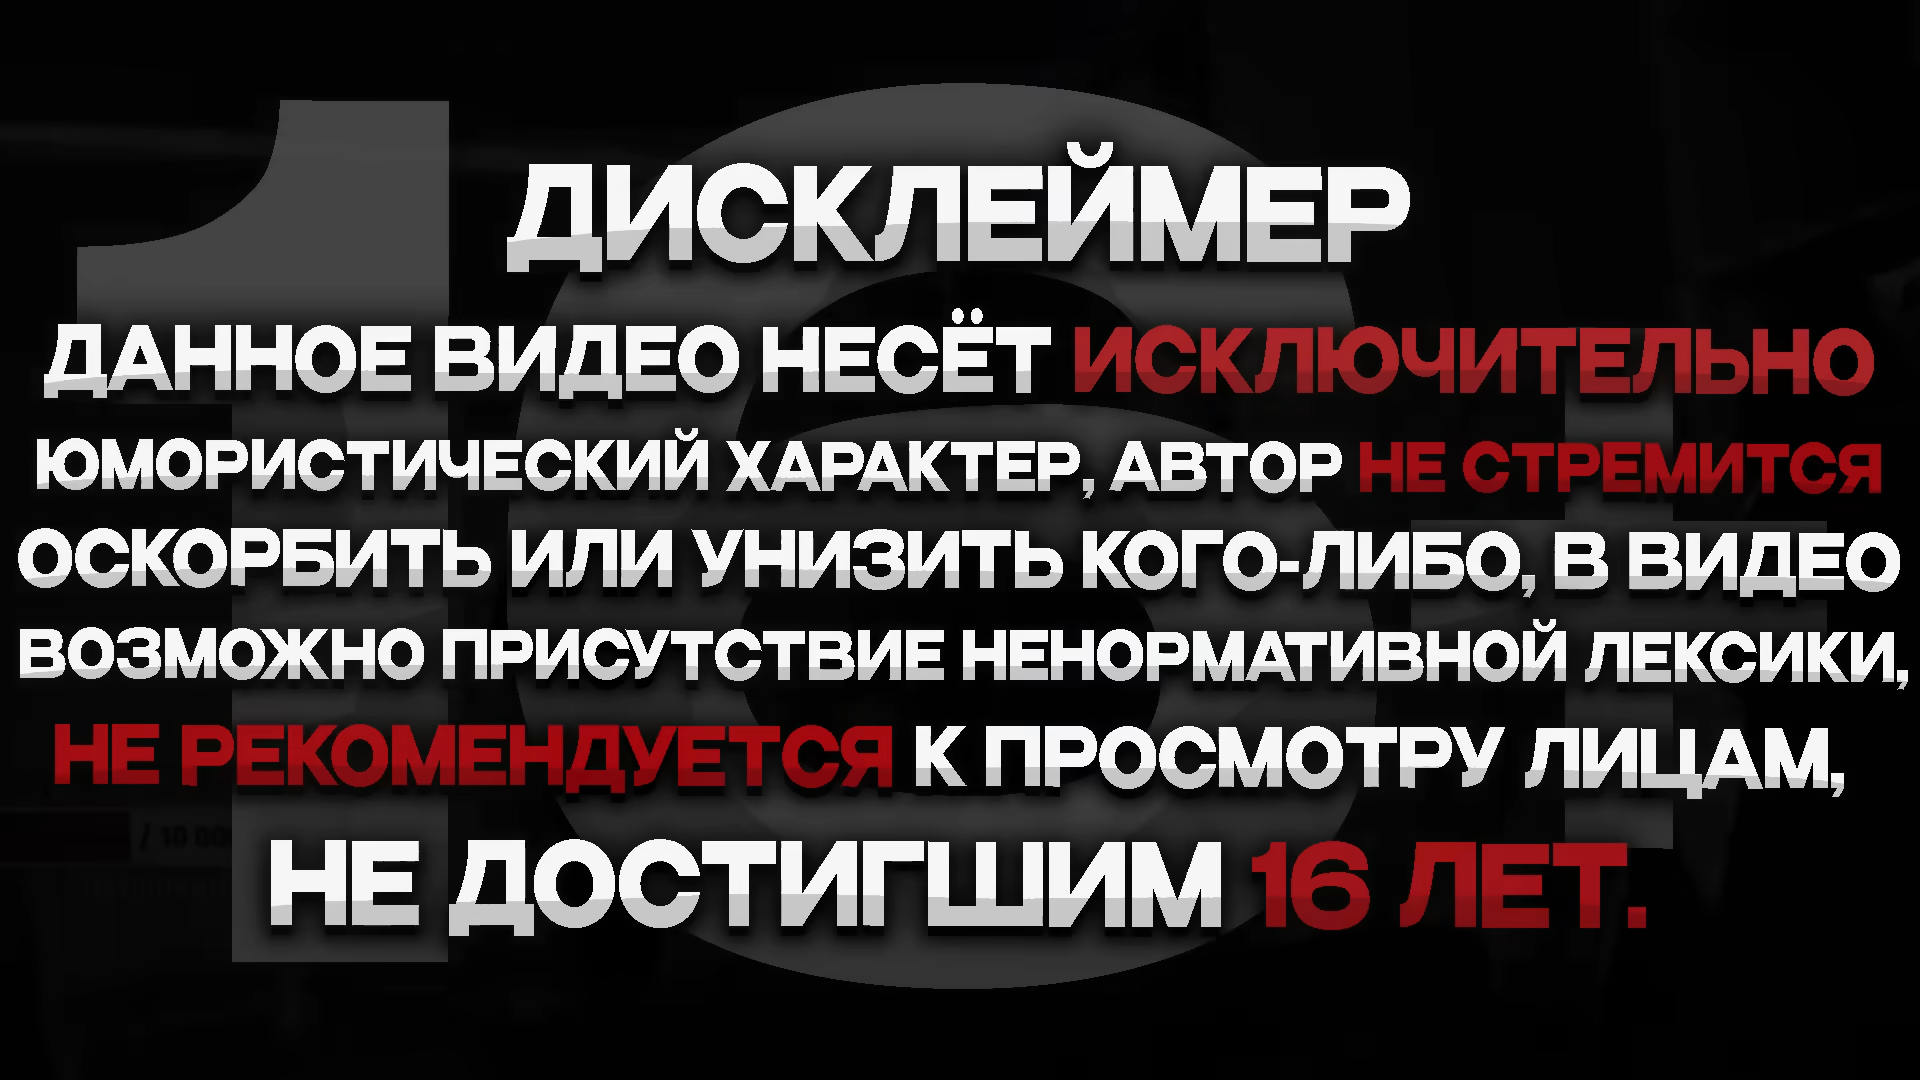 ДИСКЛЕЙМЕР
ДАННОЕ ВИДЕО НЕСЁТ ИСКЛЮЧИТЕЛЬНО
ЮМОРИСТИЧЕСКИЙ ХАРАКТЕР, АВТОР НЕ СТРЕМИТСЯ
ОСКОРБИТЬ ИЛИ УНИЗИТЬ КОГО-ЛИБО, В ВИДЕО
ВОЗМОЖНО ПРИСУТСТВИЕ НЕНОРМАТИВНОЙ ЛЕКСИКИ,
НЕ РЕКОМЕНДУЕТСЯ К ПРОСМОТРУ ЛИЦАМ,
НЕ ДОСТИГШИМ 16 ЛЕТ.
16+